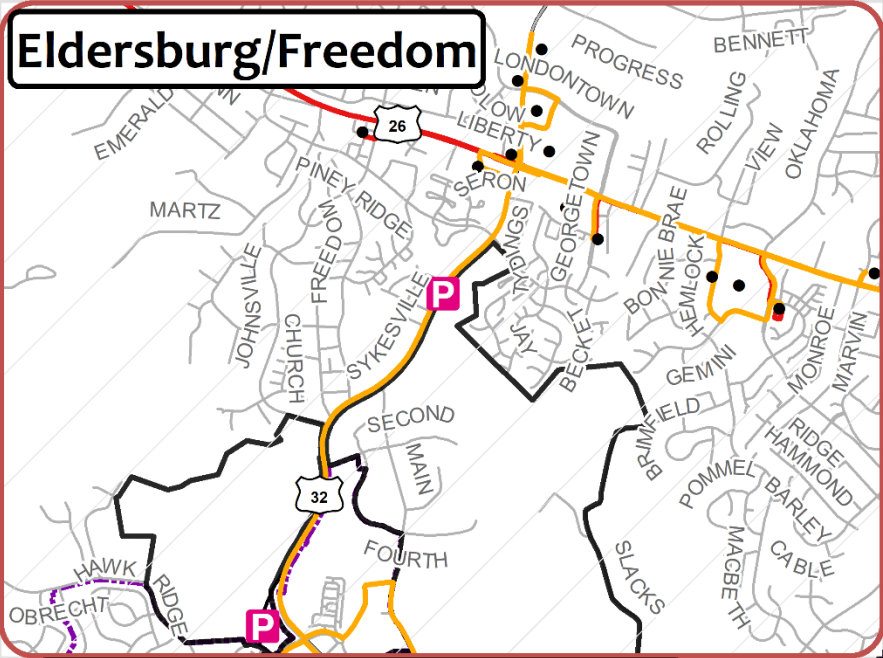 Eldersburg/Freedom
BENNETT
PROGRESS
LONDONTOWN
EMERALD
LOW
26
LIBERTY
ROLLING
VIEW
OKLAHOMA
SERON
PINEY RIDGE
GEORGETOWN
MARTZ
FREEDOM
BONNIE BRAE
HEMLOCK
JOHNSVILLE
SYKESVILLE
P
JAY
BECKET
CHURCH
MONROE
MARVIN
GEMINI
SECOND
BRIMFIELD
RIDGE
HAMMOND
MAIN
POMMEL
BARLEY
32
MACBETH
CABLE
FOURTH
SLACKS
HAWK
RIDGE
OBRECHT
P